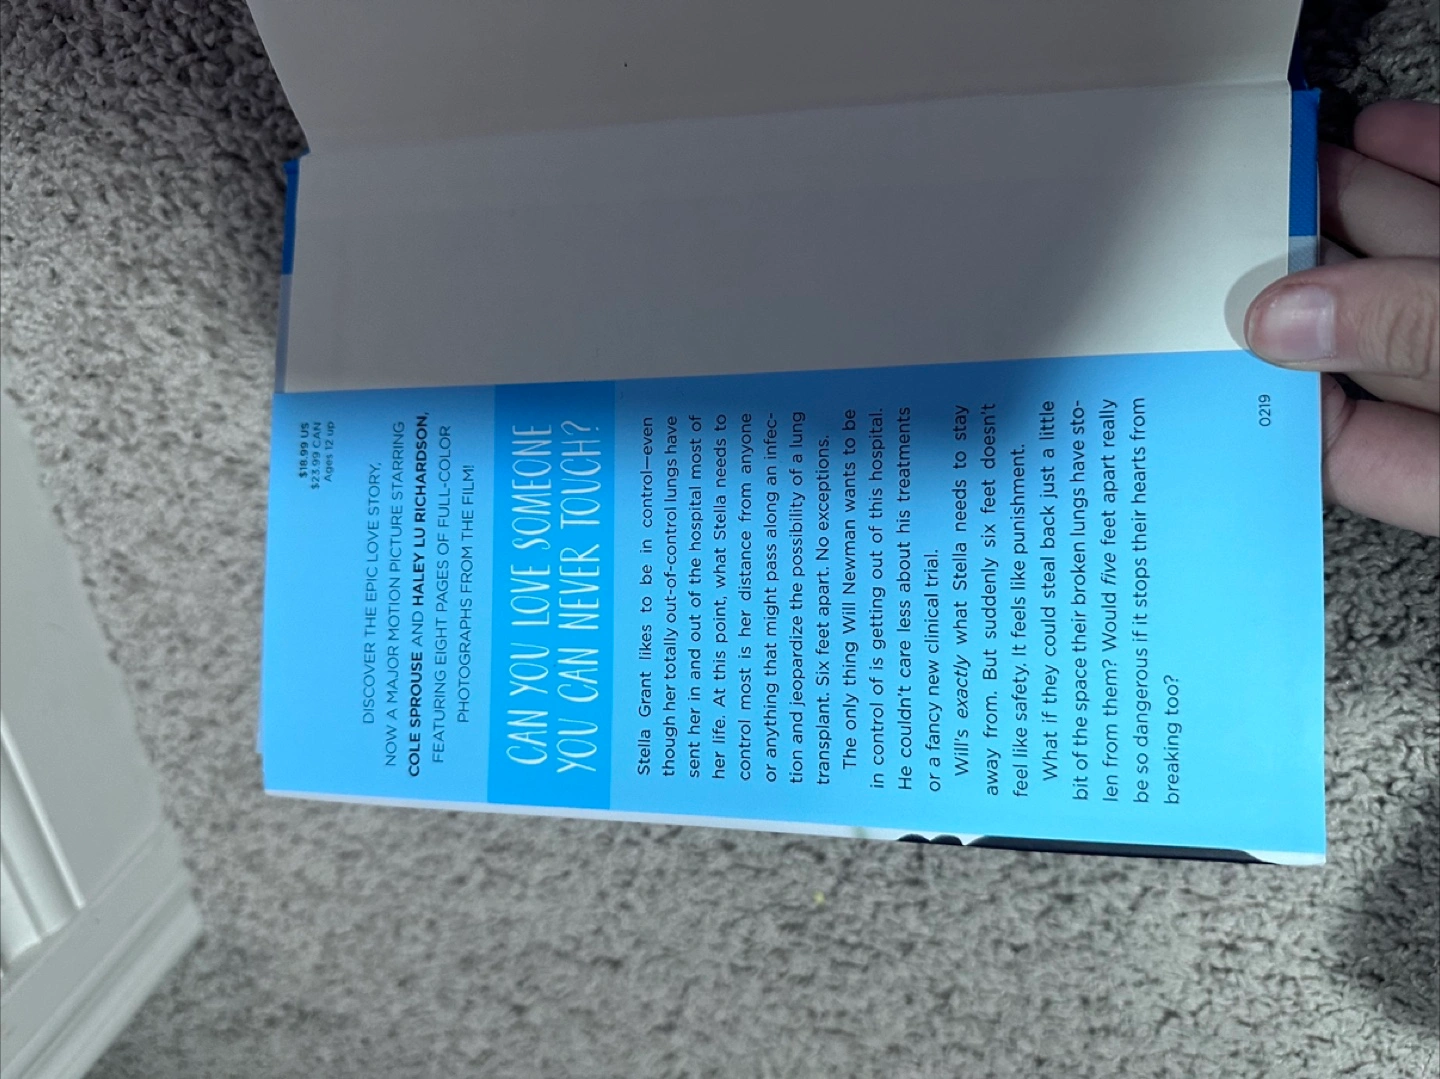 $18.99 US
$23.99 CAN
Ages 12 up
DISCOVER THE EPIC LOVE STORY,
NOW A MAJOR MOTION PICTURE STARRING
COLE SPROUSE AND HALEY LU RICHARDSON,
FEATURING EIGHT PAGES OF FULL-COLOR
PHOTOGRAPHS FROM THE FILM!
CAN YOU LOVE SOMEONE
YOU CAN NEVER TOUCH?
Stella Grant likes to be in control—even
though her totally out-of-control lungs have
sent her in and out of the hospital most of
her life. At this point, what Stella needs to
control most is her distance from anyone
or anything that might pass along an infec-
tion and jeopardize the possibility of a lung
transplant. Six feet apart. No exceptions.
The only thing Will Newman wants to be
in control of is getting out of this hospital.
He couldn't care less about his treatments
or a fancy new clinical trial.
Will's exactly what Stella needs to stay
away from. But suddenly six feet doesn't
feel like safety. It feels like punishment.
What if they could steal back just a little
bit of the space their broken lungs have sto-
len from them? Would five feet apart really
be so dangerous if it stops their hearts from
breaking too?
0219